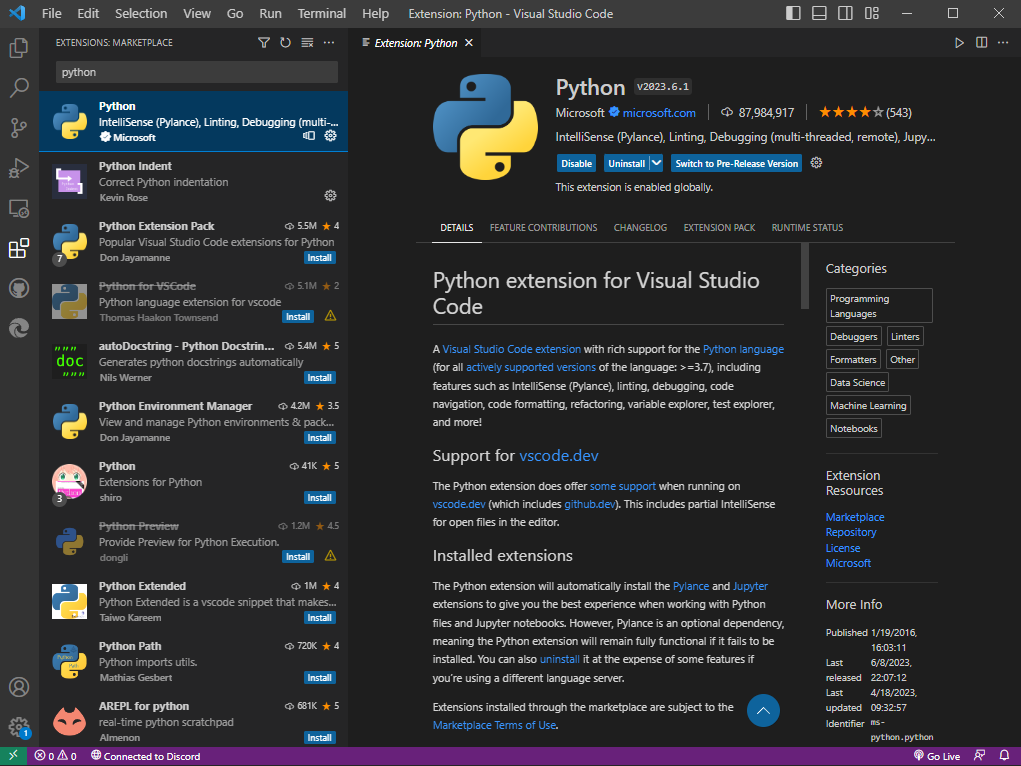 File Edit Selection View Go Run Terminal Help Extension: Python - Visual Studio Code
EXTENSIONS: MARKETPLACE
python
Python
IntelliSense (Pylance), Linting, Debugging (multi-...
Microsoft
Python Indent
Correct Python indentation
Kevin Rose
Python Extension Pack 5.5M ★ 4
Popular Visual Studio Code extensions for Python
Don Jayamanne Install
7
Python for VSCode 5.1M ★ 2
Python language extension for vscode
Thomas Haakon Townsend Install
autoDocstring - Python Docstrin... 5.4M ★ 5
Generates python docstrings automatically
Nils Werner Install
"""
doc
"""
Python Environment Manager 4.2M ★ 3.5
View and manage Python environments & pack...
Don Jayamanne Install
Python 41K ★ 5
Extensions for Python
shiro Install
3
Python Preview 1.2M ★ 4.5
Provide Preview for Python Execution.
dongli Install
Python Extended 1M ★ 4
Python Extended is a vscode snippet that makes...
Taiwo Kareem Install
Python Path 720K ★ 4
Python imports utils.
Mathias Gesbert Install
AREPL for python 681K ★ 5
real-time python scratchpad
Almenon Install
1
Extension: Python
Python v2023.6.1
Microsoft microsoft.com 87,984,917 ★★★★☆ (543)
IntelliSense (Pylance), Linting, Debugging (multi-threaded, remote), Jupy...
Disable Uninstall Switch to Pre-Release Version
This extension is enabled globally.
DETAILS FEATURE CONTRIBUTIONS CHANGELOG EXTENSION PACK RUNTIME STATUS
Python extension for Visual Studio
Code
A Visual Studio Code extension with rich support for the Python language
(for all actively supported versions of the language: >=3.7), including
features such as IntelliSense (Pylance), linting, debugging, code
navigation, code formatting, refactoring, variable explorer, test explorer,
and more!
Support for vscode.dev
The Python extension does offer some support when running on
vscode.dev (which includes github.dev). This includes partial IntelliSense
for open files in the editor.
Installed extensions
The Python extension will automatically install the Pylance and Jupyter
extensions to give you the best experience when working with Python
files and Jupyter notebooks. However, Pylance is an optional dependency,
meaning the Python extension will remain fully functional if it fails to be
installed. You can also uninstall it at the expense of some features if
you're using a different language server.
Extensions installed through the marketplace are subject to the
Marketplace Terms of Use.
Categories
Programming
Languages
Debuggers Linters
Formatters Other
Data Science
Machine Learning
Notebooks
Extension
Resources
Marketplace
Repository
License
Microsoft
More Info
Published 1/19/2016,
16:03:11
Last 6/8/2023,
released 22:07:12
Last 4/18/2023,
updated 09:32:57
Identifier ms-
python.python
0 0 Connected to Discord Go Live